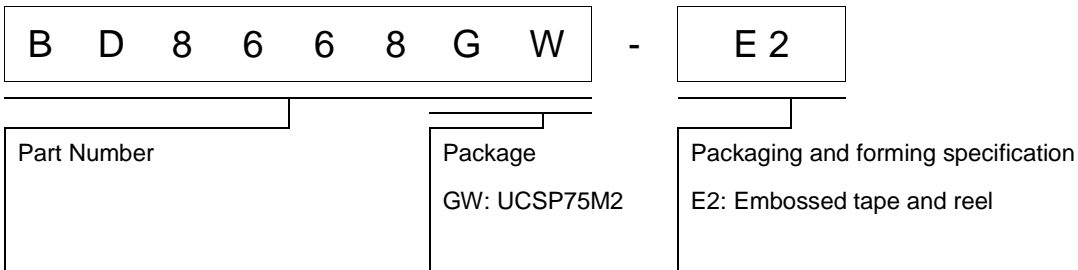 B D 8 6 6 8 G W - E 2
Part Number
Package
GW: UCSP75M2
Packaging and forming specification
E2: Embossed tape and reel